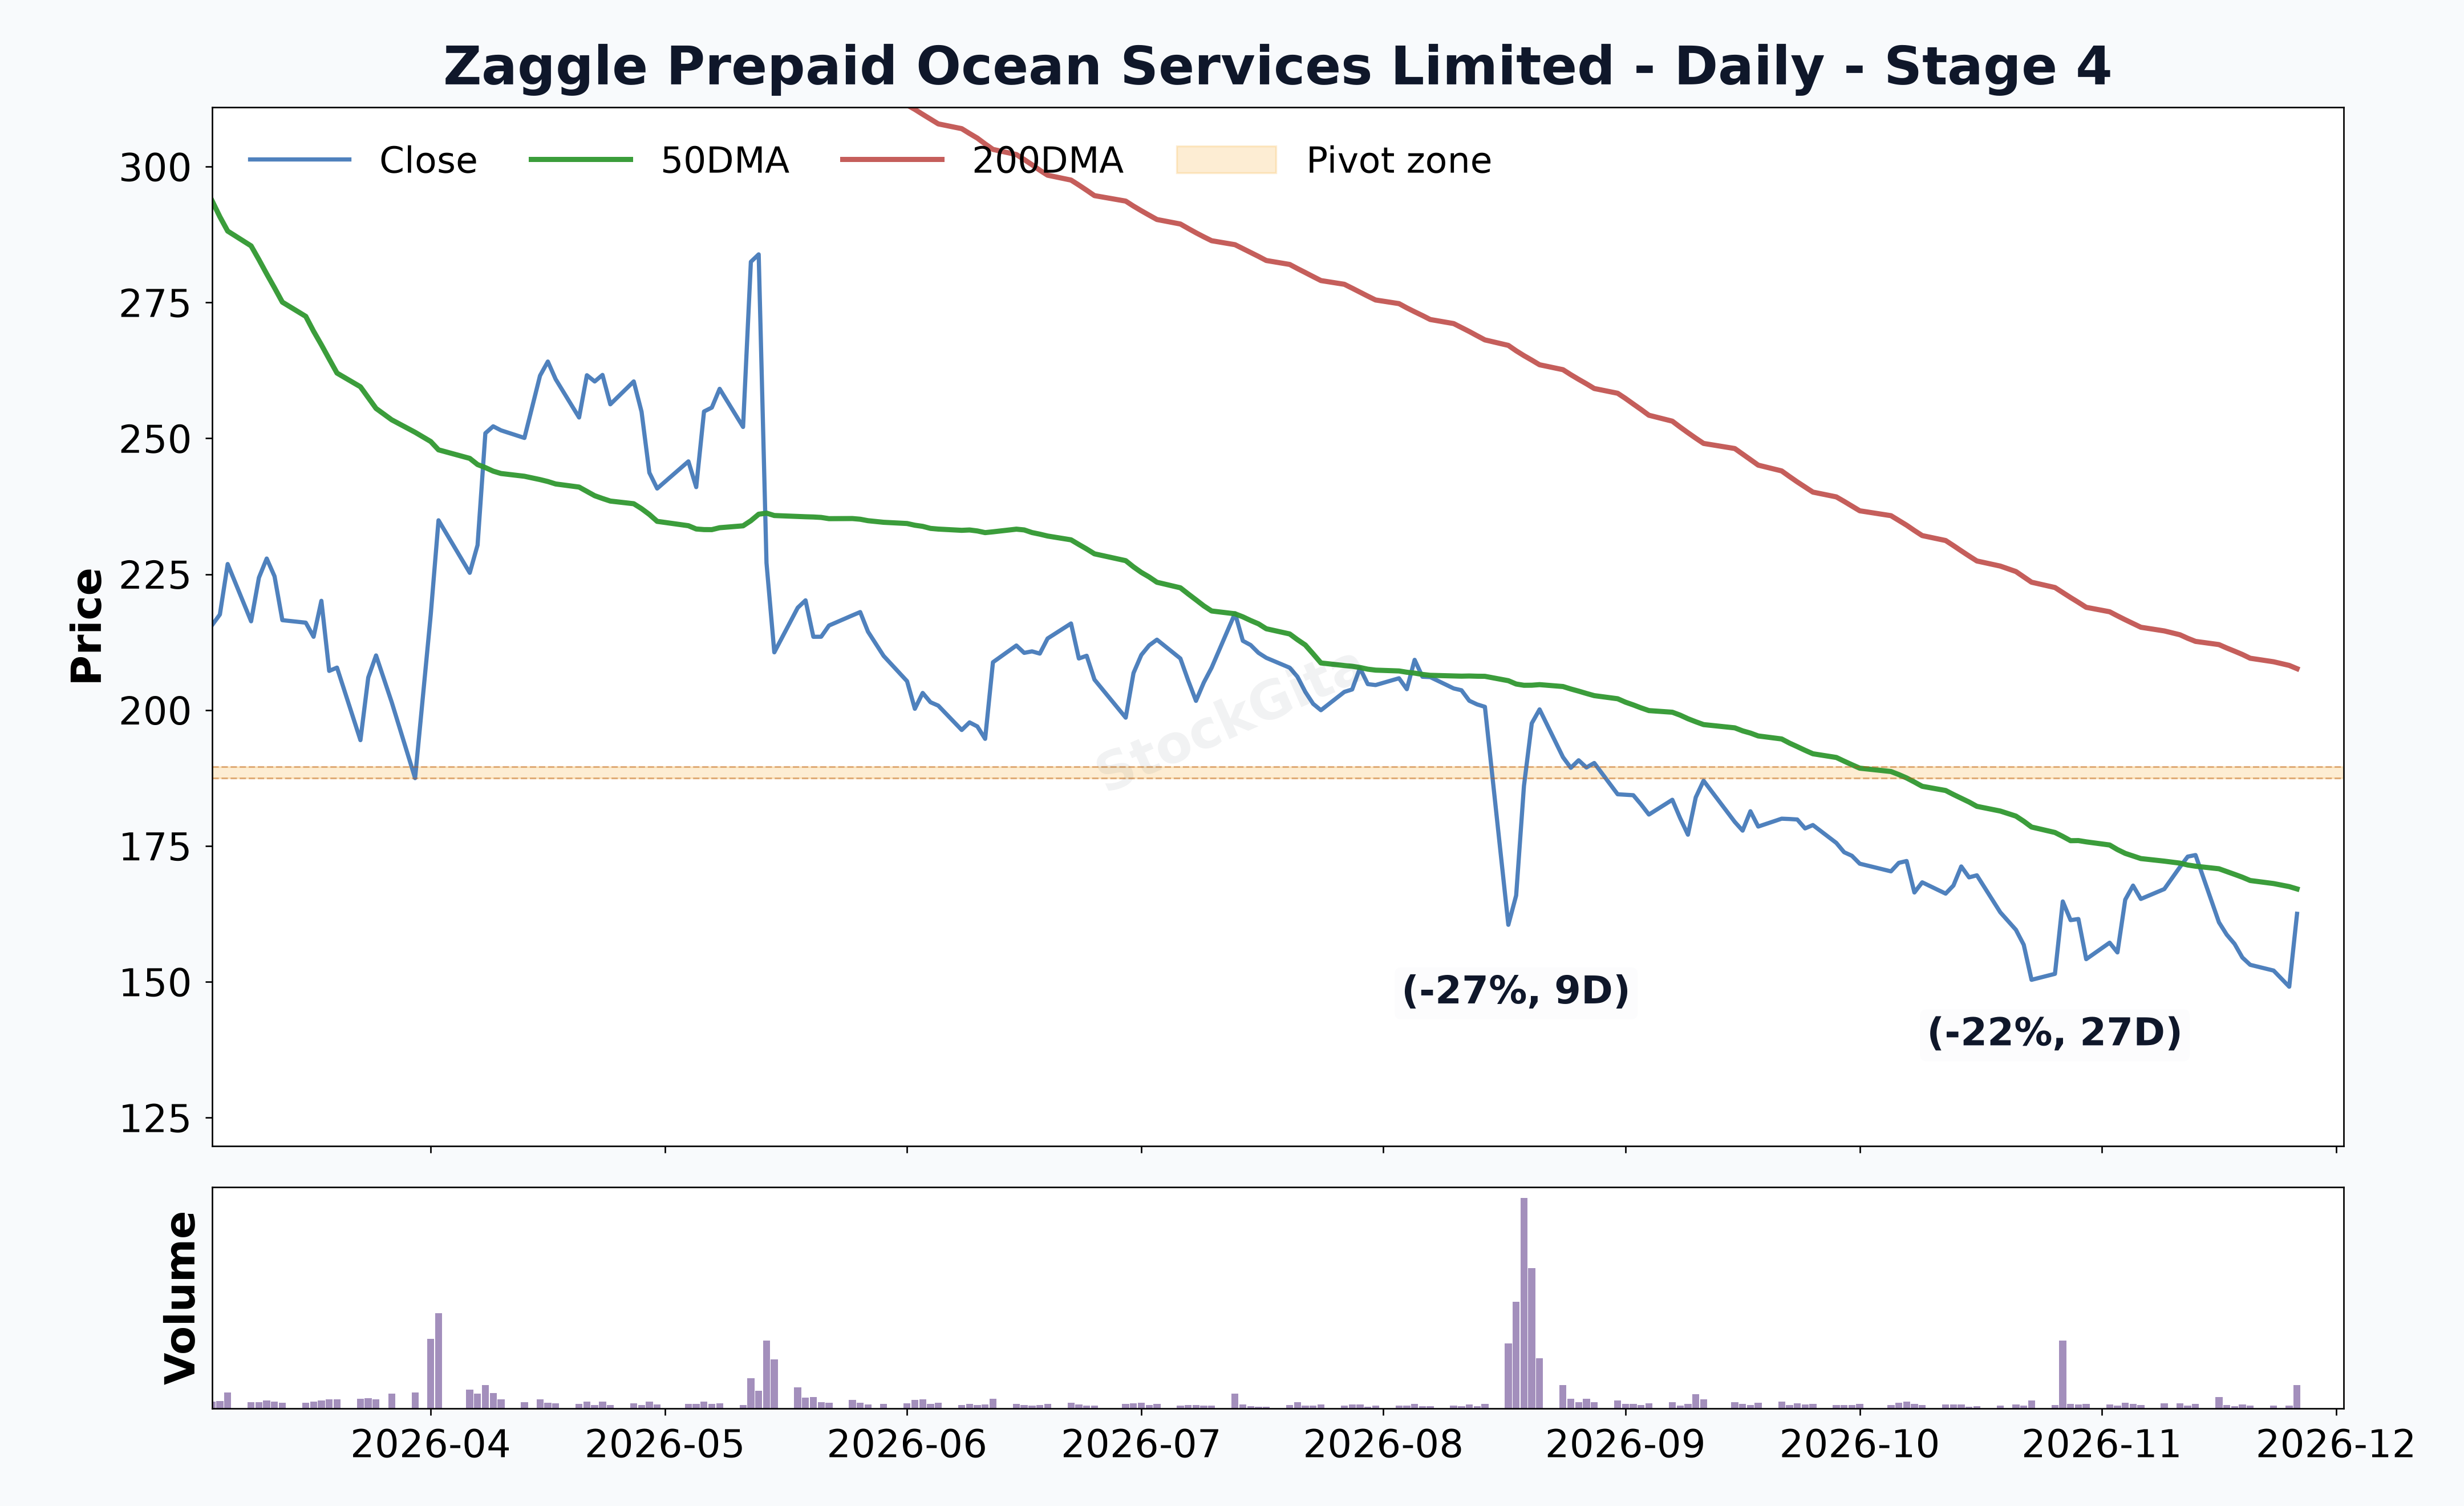 Zaggle Prepaid Ocean Services Limited - Daily - Stage 4
Close 50DMA 200DMA Pivot zone
300
275
250
225
200
175
150
125
Price
StockGita
(-27%, 9D)
(-22%, 27D)
Volume
2026-04 2026-05 2026-06 2026-07 2026-08 2026-09 2026-10 2026-11 2026-12